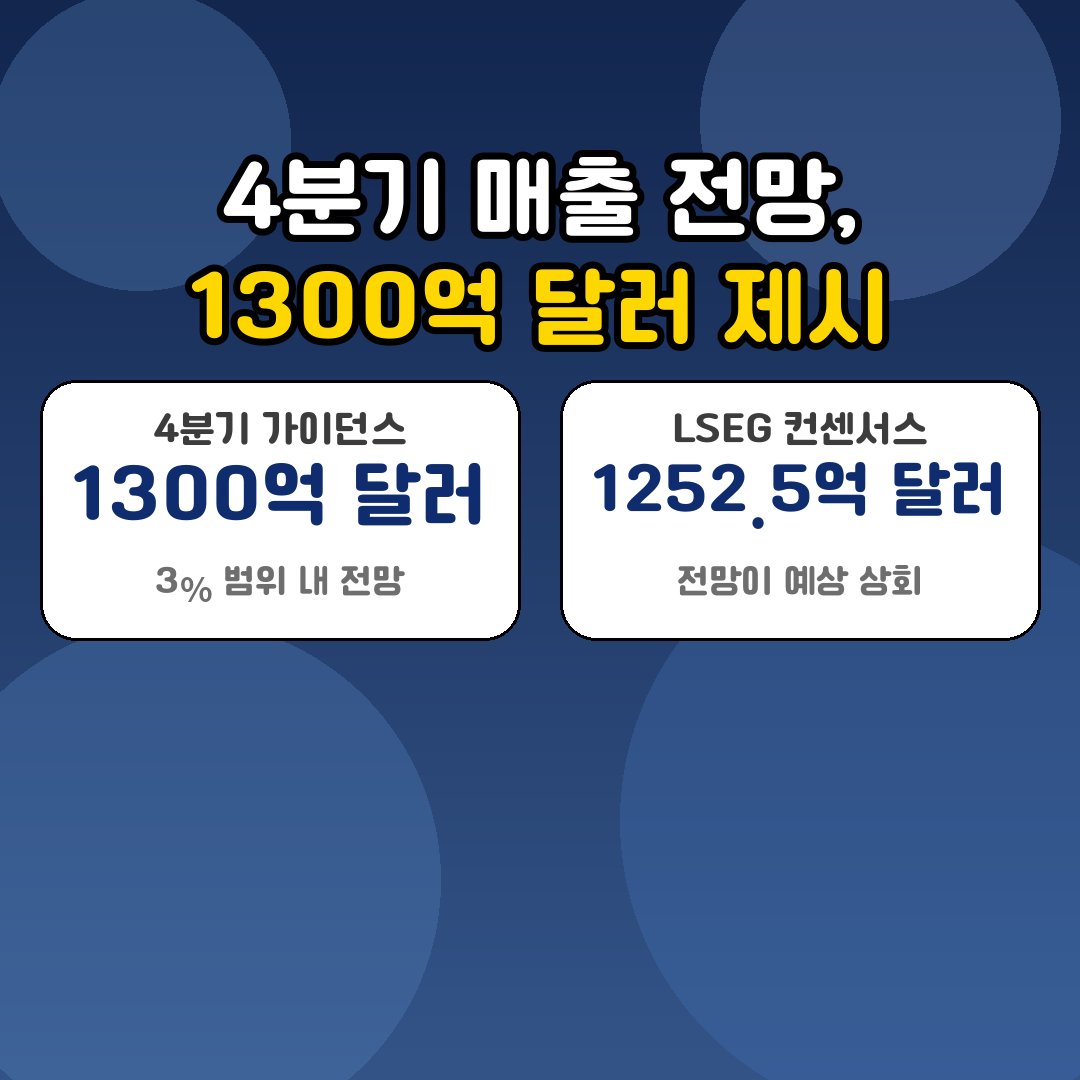 4분기 매출 전망,
1300억 달러 제시
4분기 가이던스
1300억 달러
3% 범위 내 전망
LSEG 컨센서스
1252.5억 달러
전망이 예상 상회